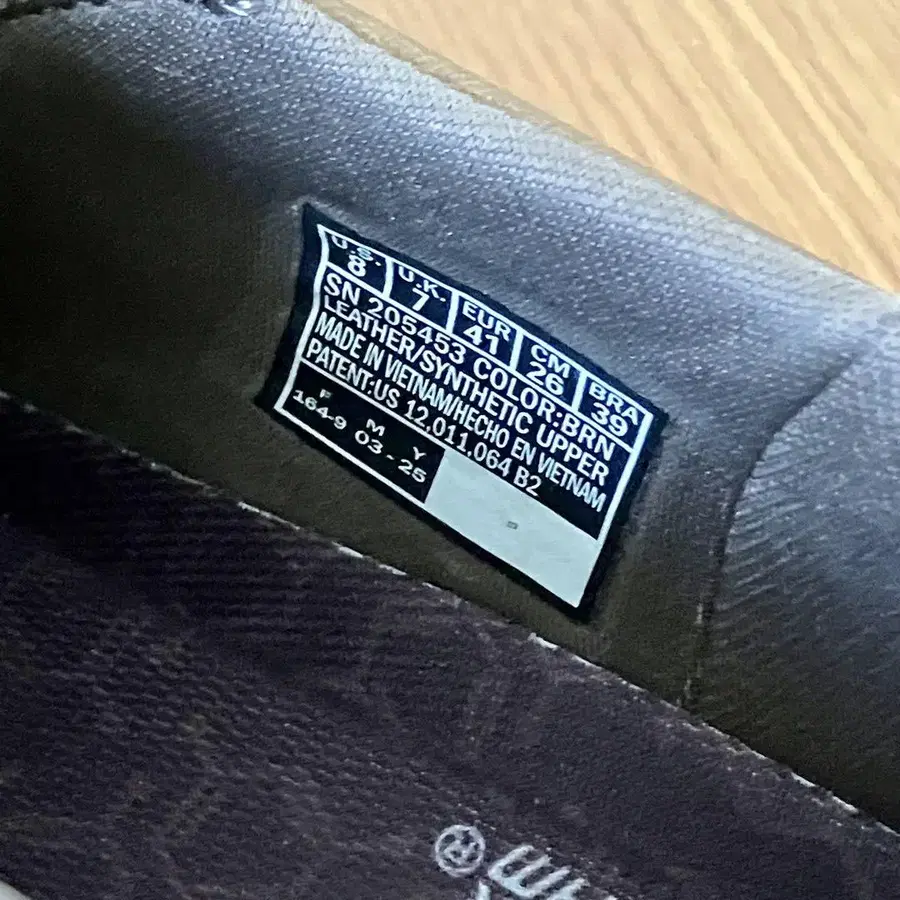 U.S. U.K. EUR CM BRA
8 7 41 26 39
SN 205453 COLOR:BRN
LEATHER/SYNTHETIC UPPER
MADE IN VIETNAM/HECHO EN VIETNAM
PATENT:US 12,011,064 B2
F M Y
164-9 03 - 25
®